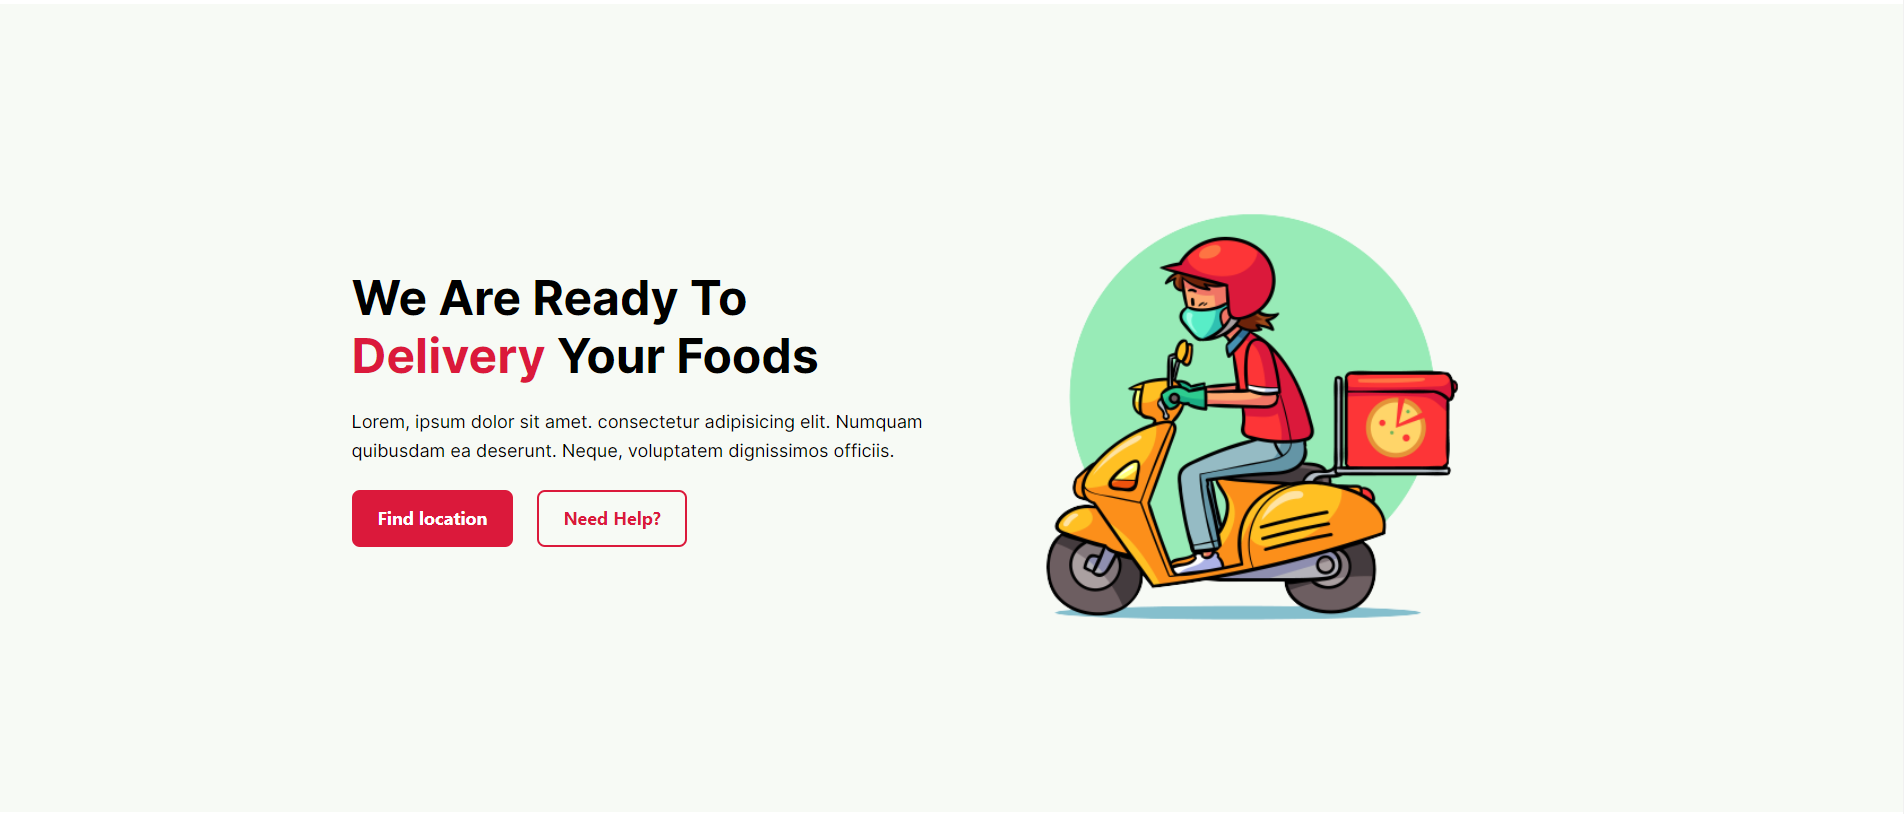 We Are Ready To
Delivery Your Foods
Lorem, ipsum dolor sit amet. consectetur adipisicing elit. Numquam
quibusdam ea deserunt. Neque, voluptatem dignissimos officiis.
Find location
Need Help?